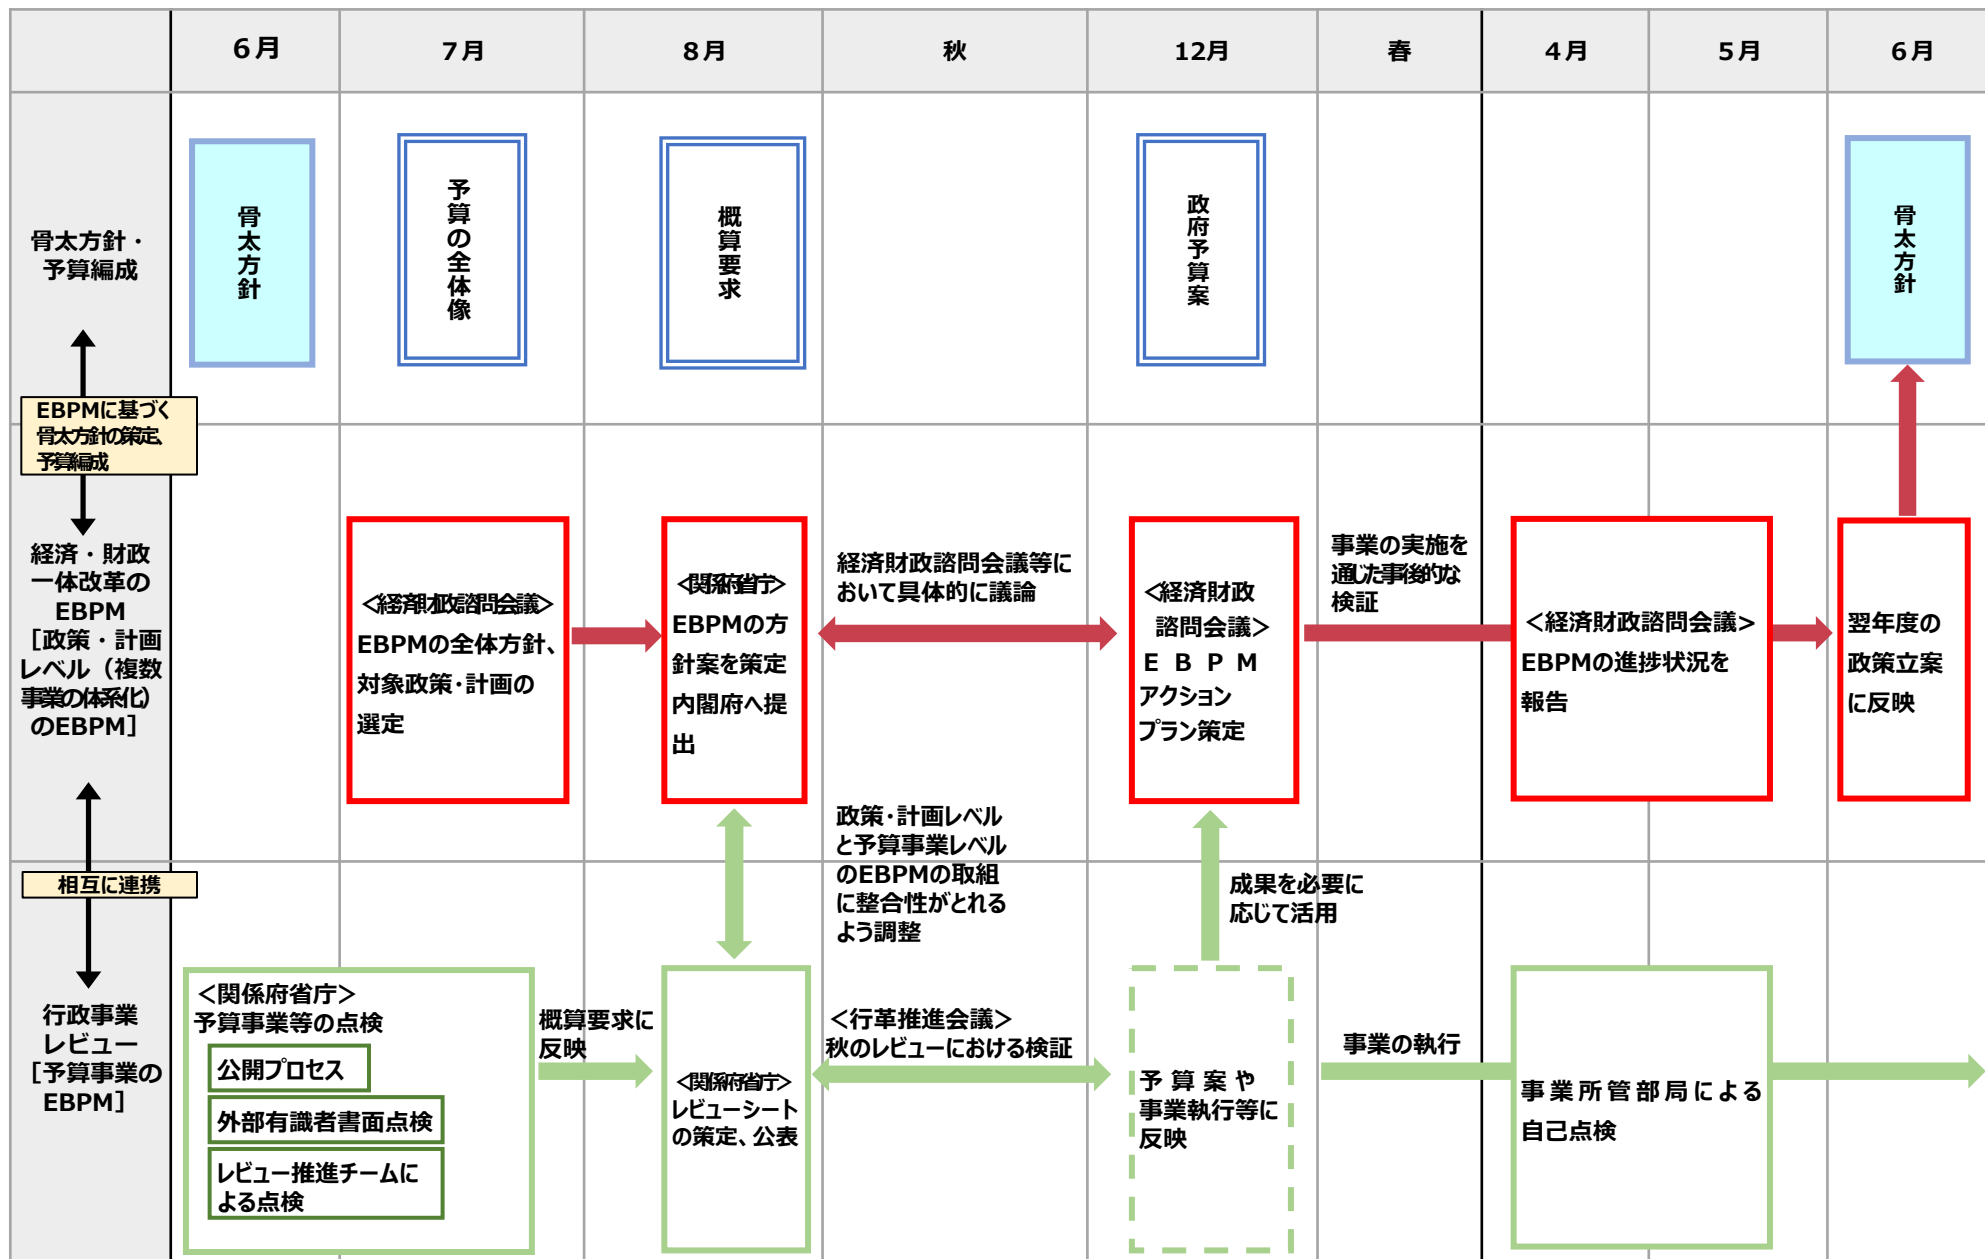 6月
7月
8月
秋
12月
春
4月
5月
6月
骨太方針・
予算編成
骨太方針
予算の全体像
概算要求
政府予算案
骨太方針
EBPMに基づく
骨太方針の策定、
予算編成
経済・財政
一体改革の
EBPM
［政策・計画
レベル（複数
事業の体系化）
のEBPM］
＜経済財政諮問会議＞
EBPMの全体方針、
対象政策・計画の
選定
＜関係府省庁＞
EBPMの方
針案を策定
内閣府へ提
出
経済財政諮問会議等に
おいて具体的に議論
＜経済財政
諮問会議＞
EBPM
アクション
プラン策定
事業の実施を
通じた事後的な
検証
＜経済財政諮問会議＞
EBPMの進捗状況を
報告
翌年度の
政策立案
に反映
政策・計画レベル
と予算事業レベル
のEBPMの取組
に整合性がとれる
よう調整
成果を必要に
応じて活用
相互に連携
行政事業
レビュー
［予算事業の
EBPM］
＜関係府省庁＞
予算事業等の点検
公開プロセス
外部有識者書面点検
レビュー推進チームに
よる点検
概算要求に
反映
＜関係府省庁＞
レビューシート
の策定、公表
＜行革推進会議＞
秋のレビューにおける検証
予算案や
事業執行等に
反映
事業の執行
事業所管部局による
自己点検